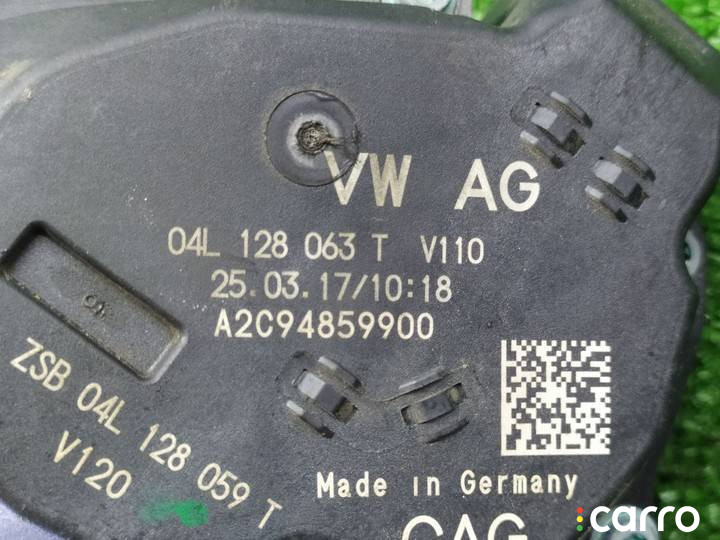 VW AG
04L 128 063 T V110
25.03.17/10:18
A2C94859900
ZSB 04L 128 059 T
V120
Made in Germany
CAG
carro